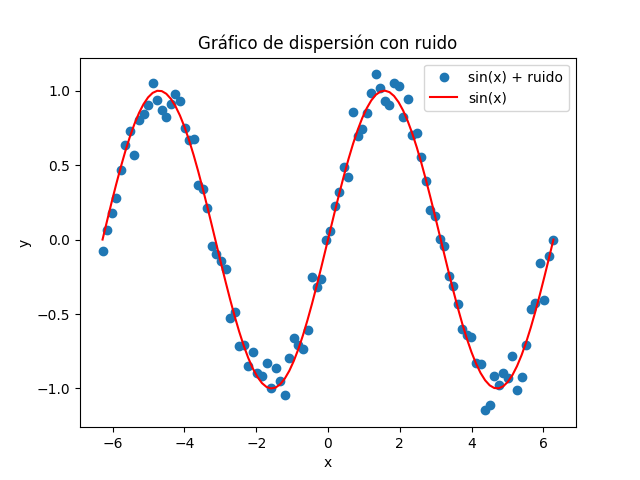 Gráfico de dispersión con ruido
sin(x) + ruido
sin(x)
1.0
0.5
0.0
−0.5
−1.0
y
−6 −4 −2 0 2 4 6
x